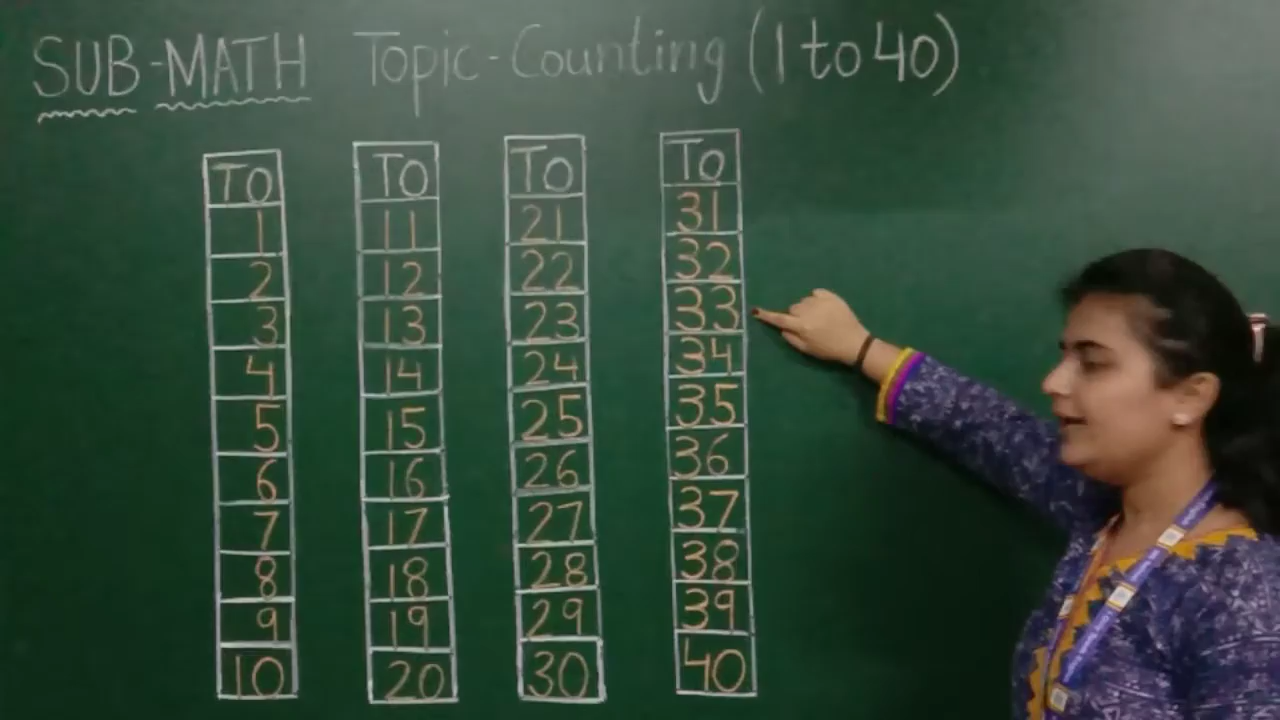 SUB-MATH Topic-Counting (1 to 40)
TO TO TO TO
1 11 21 31
2 12 22 32
3 13 23 33
4 14 24 34
5 15 25 35
6 16 26 36
7 17 27 37
8 18 28 38
9 19 29 39
10 20 30 40